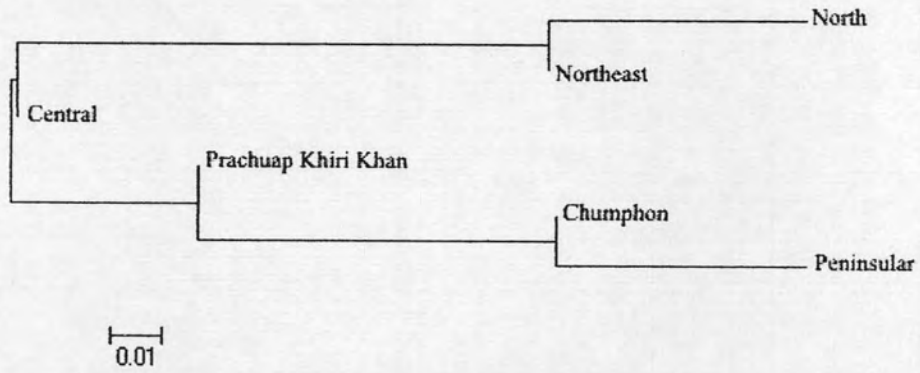 North
Northeast
Central
Prachuap Khiri Khan
Chumphon
Peninsular
0.01